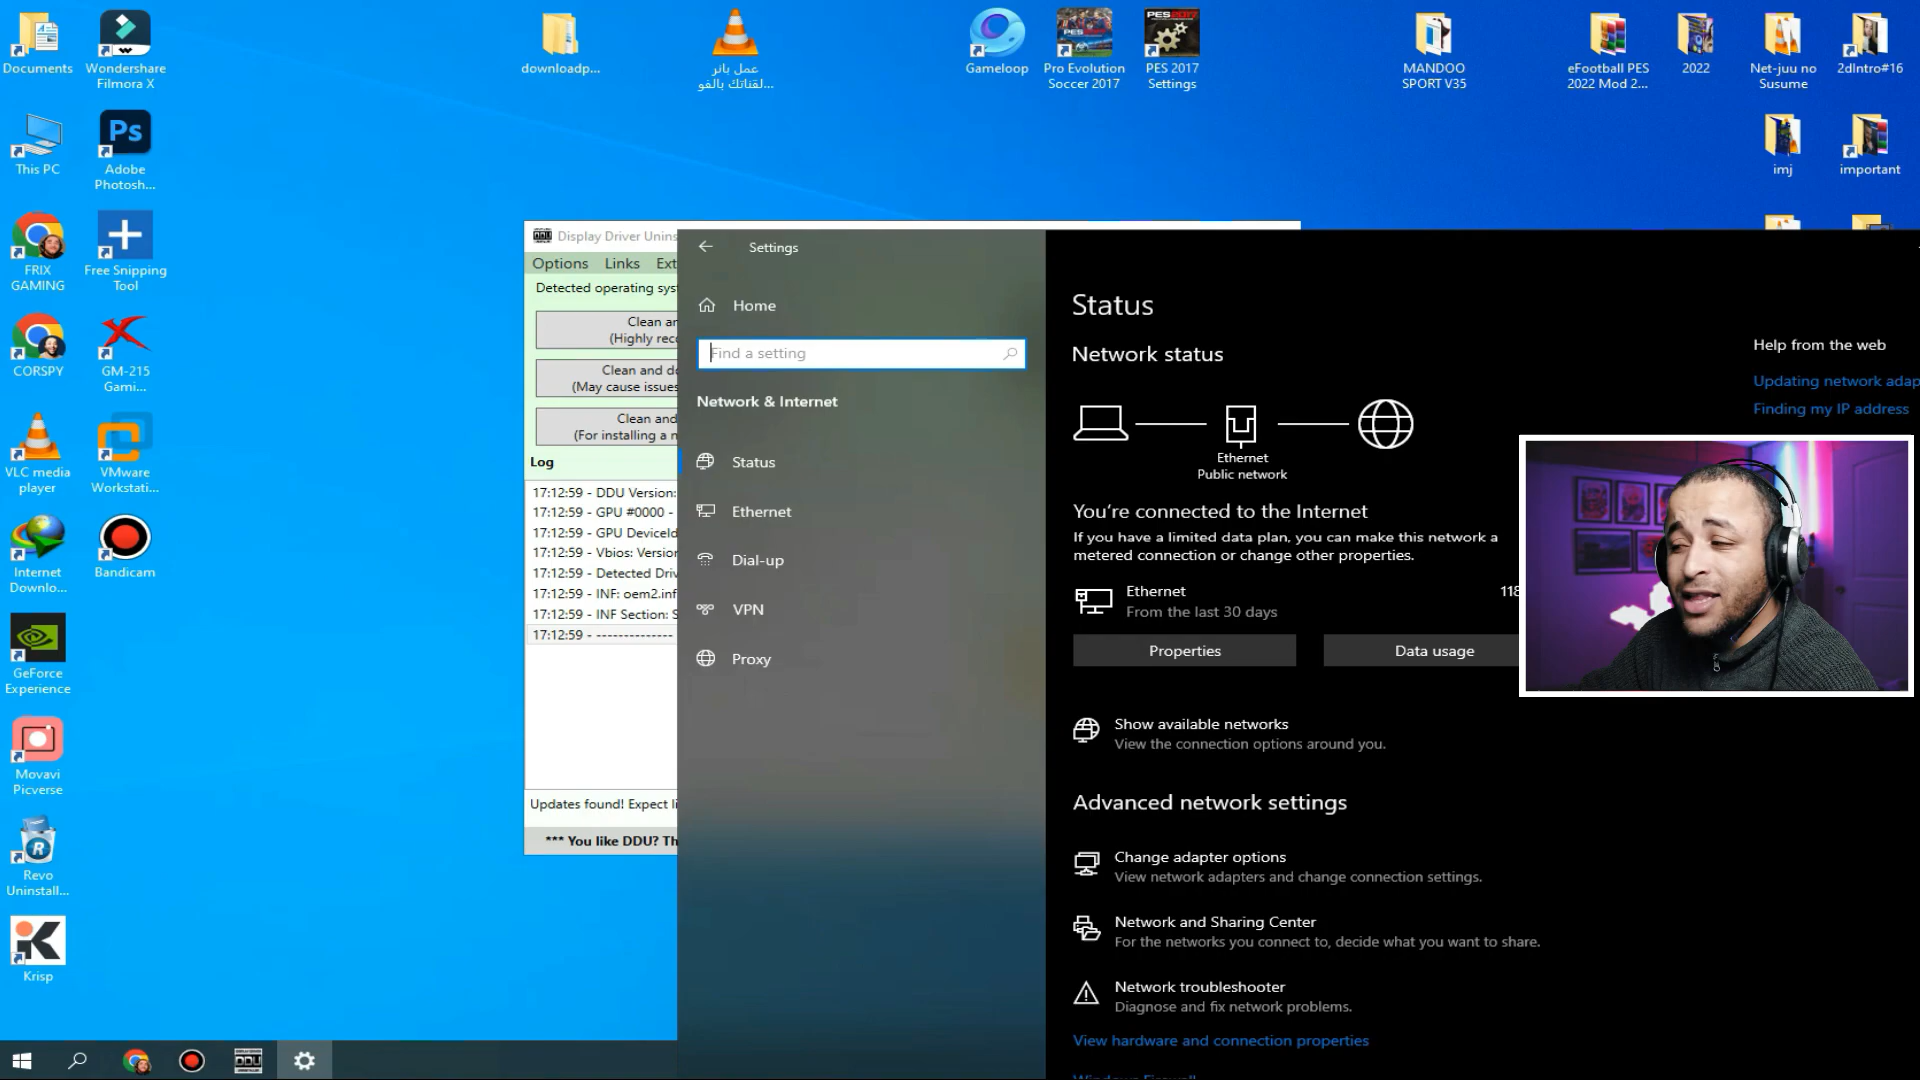 Documents
Wondershare
Filmora X
downloadp...
عمل بانر
لقناتك بالفو...
Gameloop
Pro Evolution
Soccer 2017
PES 2017
Settings
MANDOO
SPORT V35
eFootball PES
2022 Mod 2...
2022
Net-juu no
Susume
2dIntro#16
This PC
Adobe
Photosh...
imj
important
FRIX
GAMING
Free Snipping
Tool
CORSPY
GM-215
Gami...
VLC media
player
VMware
Workstati...
Internet
Downlo...
Bandicam
GeForce
Experience
Movavi
Picverse
Revo
Uninstall...
Krisp
Display Driver Unins
Options Links Ext
Detected operating sys
Clean an
(Highly reco
Clean and do
(May cause issues
Clean and
(For installing a n
Log
17:12:59 - DDU Version:
17:12:59 - GPU #0000 -
17:12:59 - GPU DeviceId
17:12:59 - Vbios: Version
17:12:59 - Detected Driv
17:12:59 - INF: oem2.inf
17:12:59 - INF Section: S
17:12:59 - --------------
Updates found! Expect li
*** You like DDU? Th
Settings
Home
Find a setting
Network & Internet
Status
Ethernet
Dial-up
VPN
Proxy
Status
Network status
Ethernet
Public network
You're connected to the Internet
If you have a limited data plan, you can make this network a
metered connection or change other properties.
Ethernet
From the last 30 days
118
Properties
Data usage
Show available networks
View the connection options around you.
Advanced network settings
Change adapter options
View network adapters and change connection settings.
Network and Sharing Center
For the networks you connect to, decide what you want to share.
Network troubleshooter
Diagnose and fix network problems.
View hardware and connection properties
Windows Firewall
Help from the web
Updating network adap
Finding my IP address
DDU